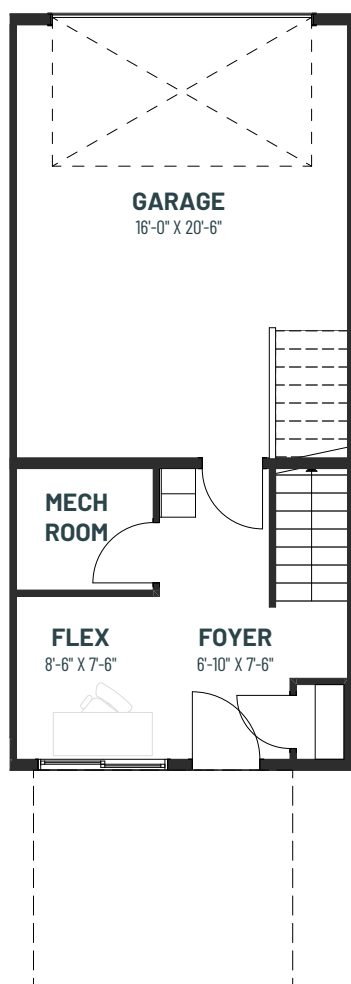 GARAGE
16'-0" X 20'-6"
MECH
ROOM
FLEX
8'-6" X 7'-6"
FOYER
6'-10" X 7'-6"